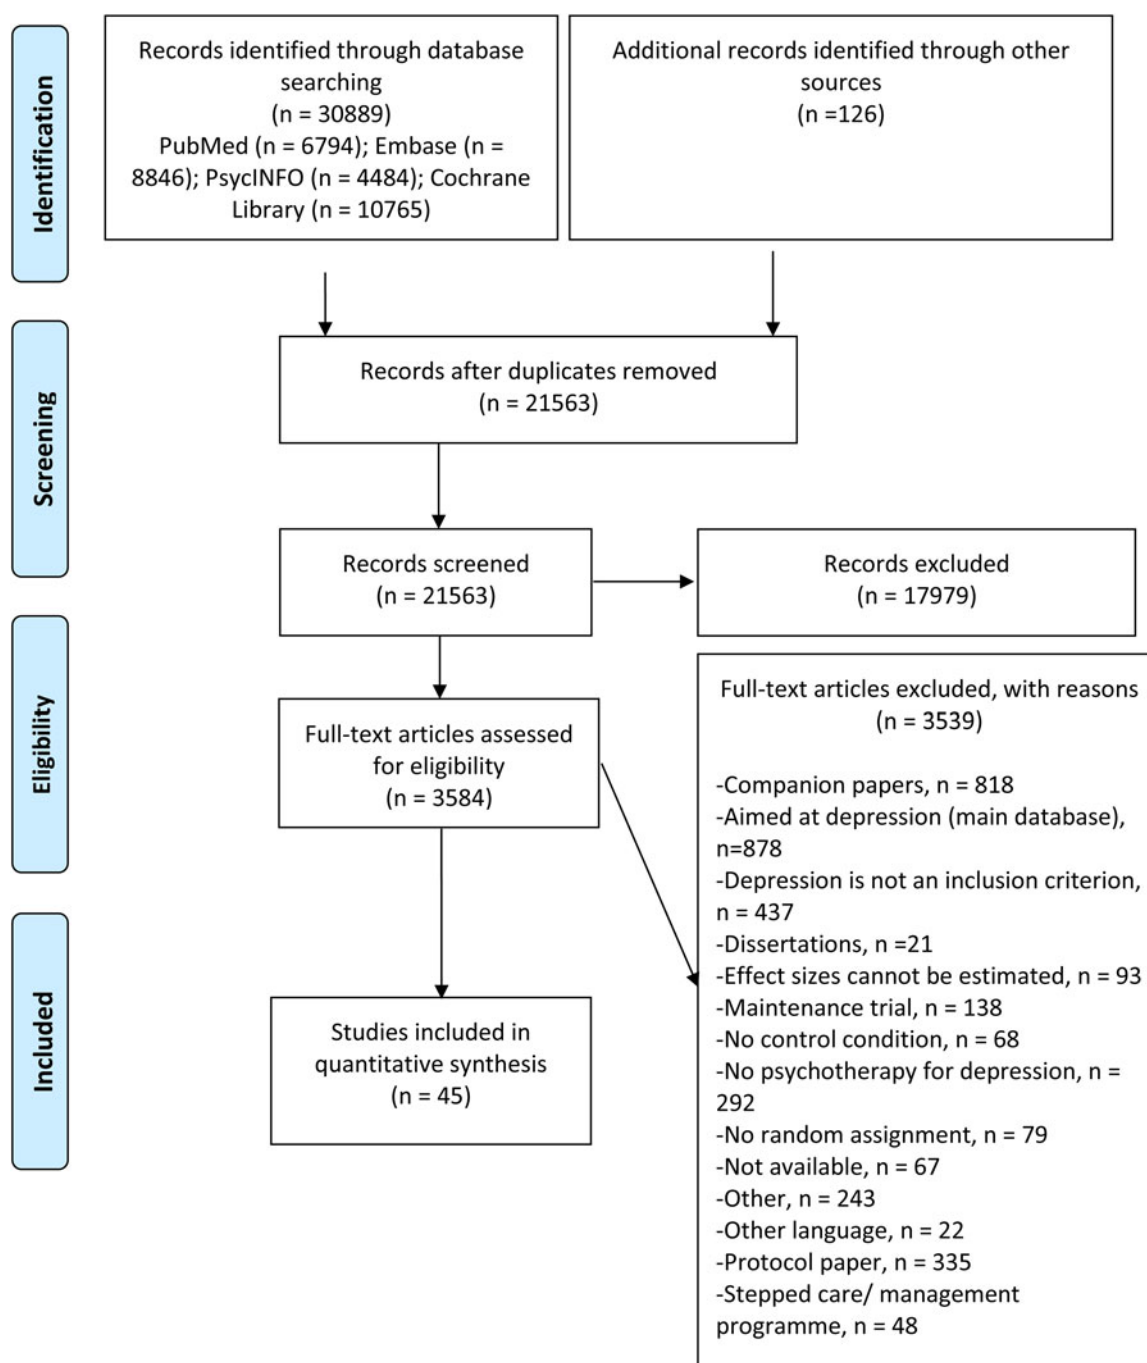 Identification
Records identified through database
searching
(n = 30889)
PubMed (n = 6794); Embase (n =
8846); PsycINFO (n = 4484); Cochrane
Library (n = 10765)
Additional records identified through other
sources
(n =126)
Screening
Records after duplicates removed
(n = 21563)
Records screened
(n = 21563)
Records excluded
(n = 17979)
Eligibility
Full-text articles assessed
for eligibility
(n = 3584)
Full-text articles excluded, with reasons
(n = 3539)
-Companion papers, n = 818
-Aimed at depression (main database),
n=878
-Depression is not an inclusion criterion,
n = 437
-Dissertations, n =21
-Effect sizes cannot be estimated, n = 93
-Maintenance trial, n = 138
-No control condition, n = 68
-No psychotherapy for depression, n =
292
-No random assignment, n = 79
-Not available, n = 67
-Other, n = 243
-Other language, n = 22
-Protocol paper, n = 335
-Stepped care/ management
programme, n = 48
Included
Studies included in
quantitative synthesis
(n = 45)